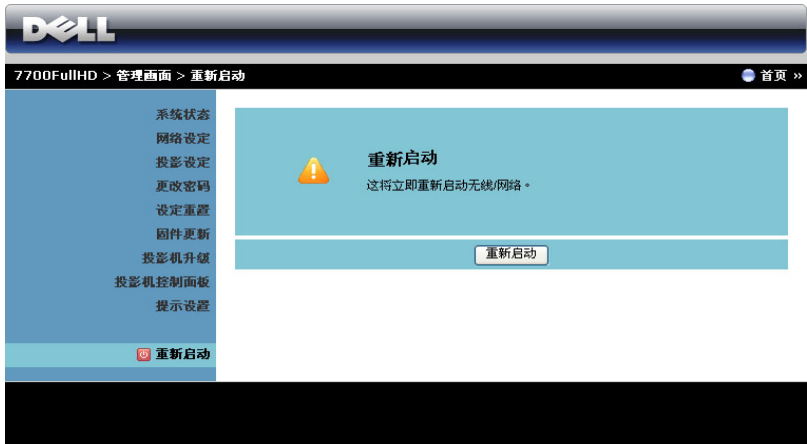 DELL
7700FullHD > 管理画面 > 重新启动
首页 »
系统状态
网络设定
投影设定
更改密码
设定重置
固件更新
投影机升级
投影机控制面板
提示设置
重新启动
重新启动
这将立即重新启动无线/网络。
重新启动